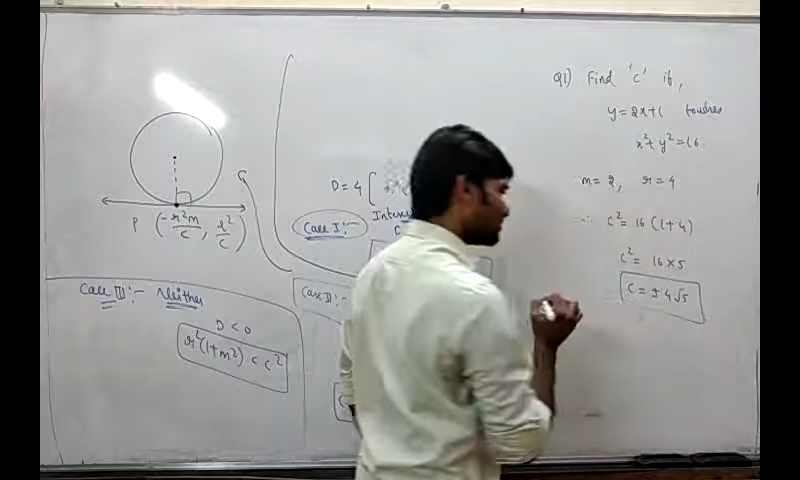 P (-r²m/c, r²/c)
Case III:- Neither
D < 0
r²(1+m²) < c²
D = 4 [
Case I:-
Case II:-
Q1) Find 'c' if,
y = 2x+c touches
x² + y² = 16.
m = 2, r = 4
∴ c² = 16 (1+4)
c² = 16 × 5
c = ± 4√5